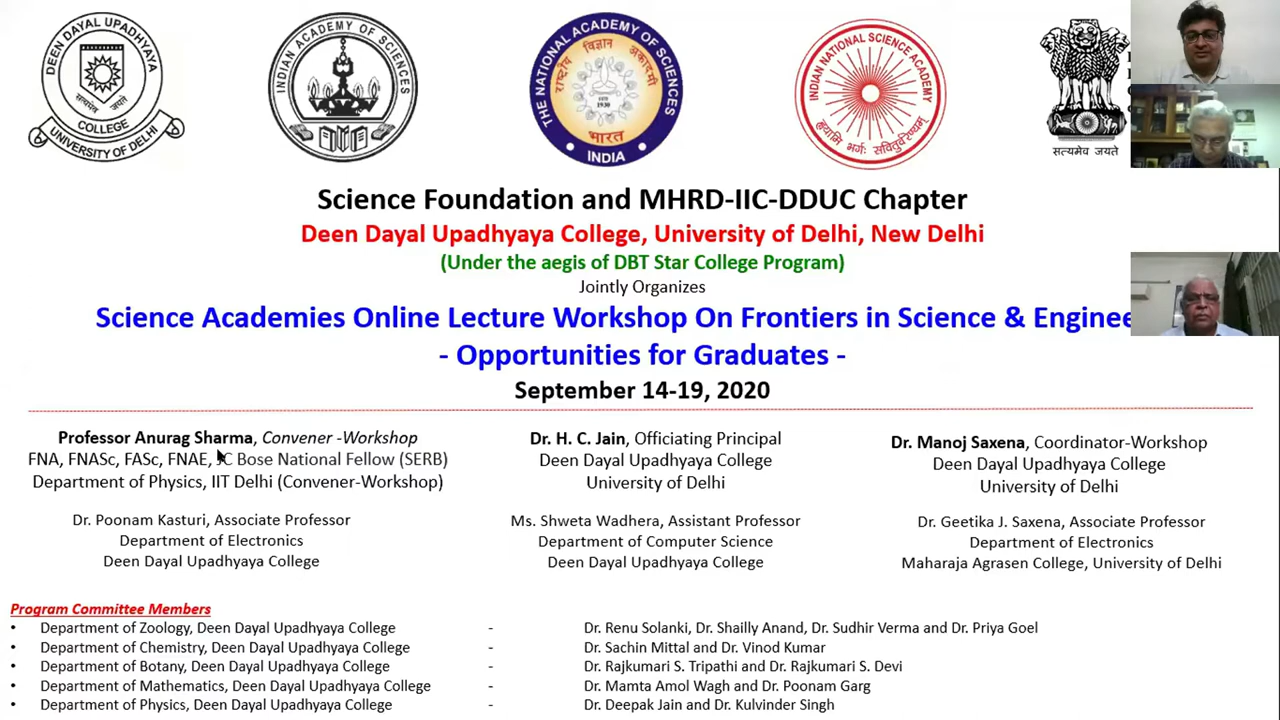 DEEN DAYAL UPADHYAYA
सत्यमेव जयते
COLLEGE
UNIVERSITY OF DELHI
INDIAN ACADEMY OF SCIENCES
THE NATIONAL ACADEMY OF SCIENCES
राष्ट्रीय विज्ञान अकादमी
1930
भारत
INDIA
INDIAN NATIONAL SCIENCE ACADEMY
हव्यामि भर्गः सवितुर्वरेण्यम्
सत्यमेव जयते
Science Foundation and MHRD-IIC-DDUC Chapter
Deen Dayal Upadhyaya College, University of Delhi, New Delhi
(Under the aegis of DBT Star College Program)
Jointly Organizes
Science Academies Online Lecture Workshop On Frontiers in Science & Enginee
- Opportunities for Graduates -
September 14-19, 2020
Professor Anurag Sharma, Convener -Workshop
FNA, FNASc, FASc, FNAE, JC Bose National Fellow (SERB)
Department of Physics, IIT Delhi (Convener-Workshop)
Dr. H. C. Jain, Officiating Principal
Deen Dayal Upadhyaya College
University of Delhi
Dr. Manoj Saxena, Coordinator-Workshop
Deen Dayal Upadhyaya College
University of Delhi
Dr. Poonam Kasturi, Associate Professor
Department of Electronics
Deen Dayal Upadhyaya College
Ms. Shweta Wadhera, Assistant Professor
Department of Computer Science
Deen Dayal Upadhyaya College
Dr. Geetika J. Saxena, Associate Professor
Department of Electronics
Maharaja Agrasen College, University of Delhi
Program Committee Members
• Department of Zoology, Deen Dayal Upadhyaya College - Dr. Renu Solanki, Dr. Shailly Anand, Dr. Sudhir Verma and Dr. Priya Goel
• Department of Chemistry, Deen Dayal Upadhyaya College - Dr. Sachin Mittal and Dr. Vinod Kumar
• Department of Botany, Deen Dayal Upadhyaya College - Dr. Rajkumari S. Tripathi and Dr. Rajkumari S. Devi
• Department of Mathematics, Deen Dayal Upadhyaya College - Dr. Mamta Amol Wagh and Dr. Poonam Garg
• Department of Physics, Deen Dayal Upadhyaya College - Dr. Deepak Jain and Dr. Kulvinder Singh